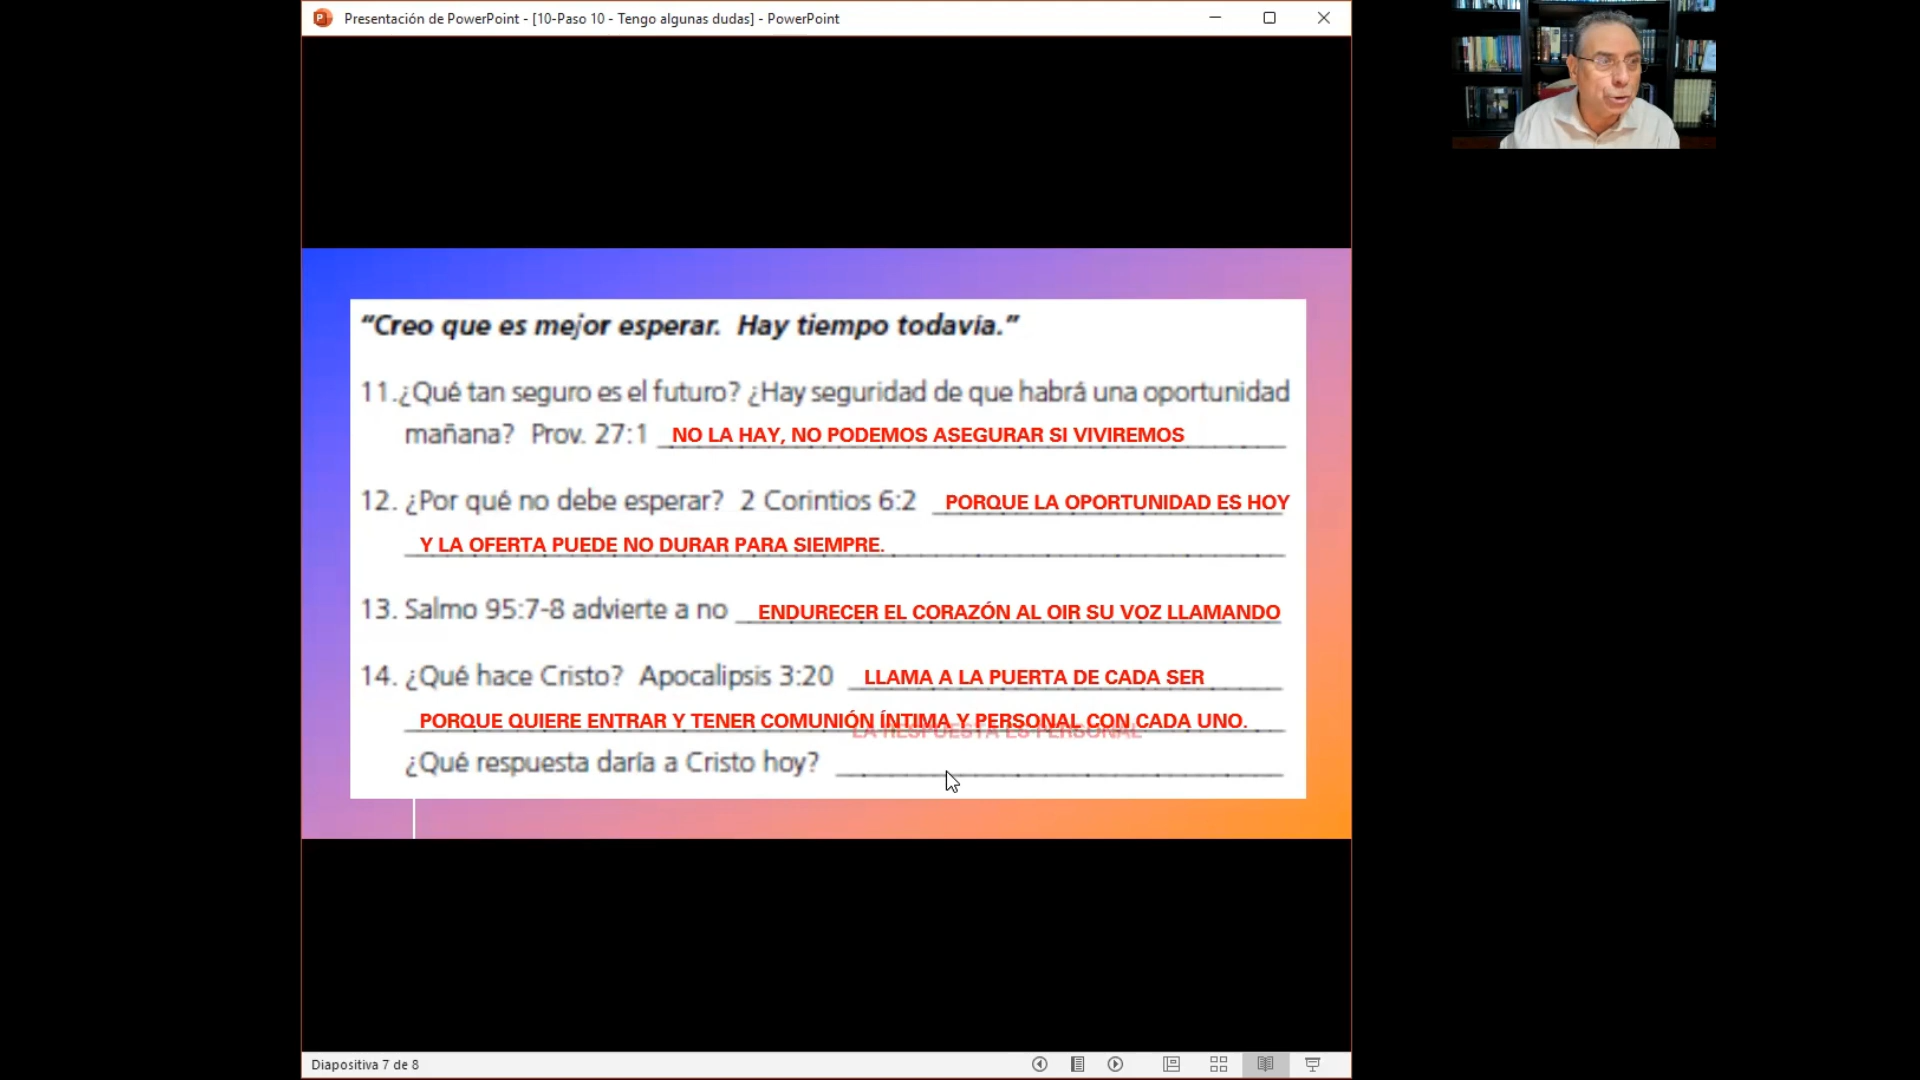 Presentación de PowerPoint - [10-Paso 10 - Tengo algunas dudas] - PowerPoint
“Creo que es mejor esperar. Hay tiempo todavía.”
11.¿Qué tan seguro es el futuro? ¿Hay seguridad de que habrá una oportunidad
mañana? Prov. 27:1 NO LA HAY, NO PODEMOS ASEGURAR SI VIVIREMOS
12. ¿Por qué no debe esperar? 2 Corintios 6:2 PORQUE LA OPORTUNIDAD ES HOY
Y LA OFERTA PUEDE NO DURAR PARA SIEMPRE.
13. Salmo 95:7-8 advierte a no ENDURECER EL CORAZÓN AL OIR SU VOZ LLAMANDO
14. ¿Qué hace Cristo? Apocalipsis 3:20 LLAMA A LA PUERTA DE CADA SER
PORQUE QUIERE ENTRAR Y TENER COMUNIÓN ÍNTIMA Y PERSONAL CON CADA UNO.
LA RESPUESTA ES PERSONAL
¿Qué respuesta daría a Cristo hoy?
Diapositiva 7 de 8